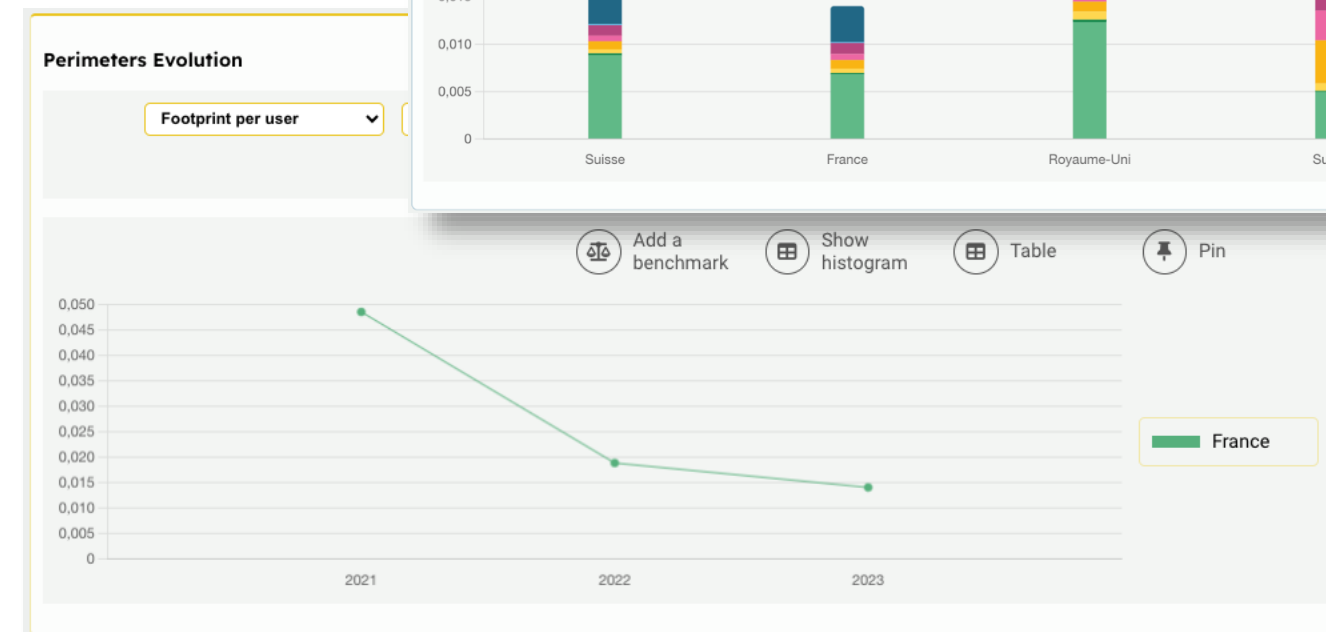 Perimeters Evolution
Footprint per user
0,010
0,005
0
Suisse
France
Royaume-Uni
Add a
benchmark
Show
histogram
Table
Pin
0,050
0,045
0,040
0,035
0,030
0,025
0,020
0,015
0,010
0,005
0
2021
2022
2023
France